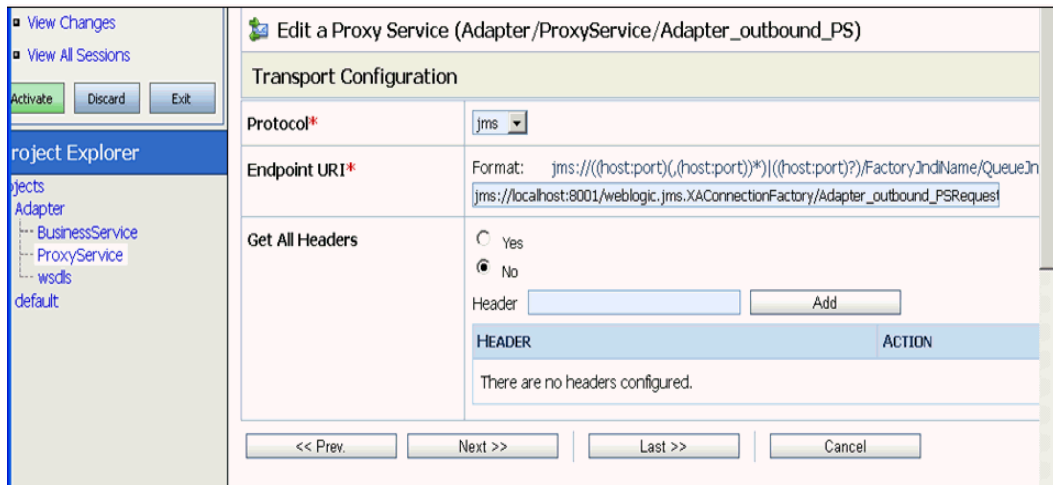 View Changes
View All Sessions
Activate Discard Exit
roject Explorer
jects
Adapter
BusinessService
ProxyService
wsdls
default
Edit a Proxy Service (Adapter/ProxyService/Adapter_outbound_PS)
Transport Configuration
Protocol* jms
Endpoint URI* Format: jms://((host:port)(,(host:port))*)|((host:port)?)/FactoryJndiName/QueueJn
jms://localhost:8001/weblogic.jms.XAConnectionFactory/Adapter_outbound_PSRequest
Get All Headers Yes
No
Header Add
HEADER ACTION
There are no headers configured.
<< Prev. Next >> Last >> Cancel